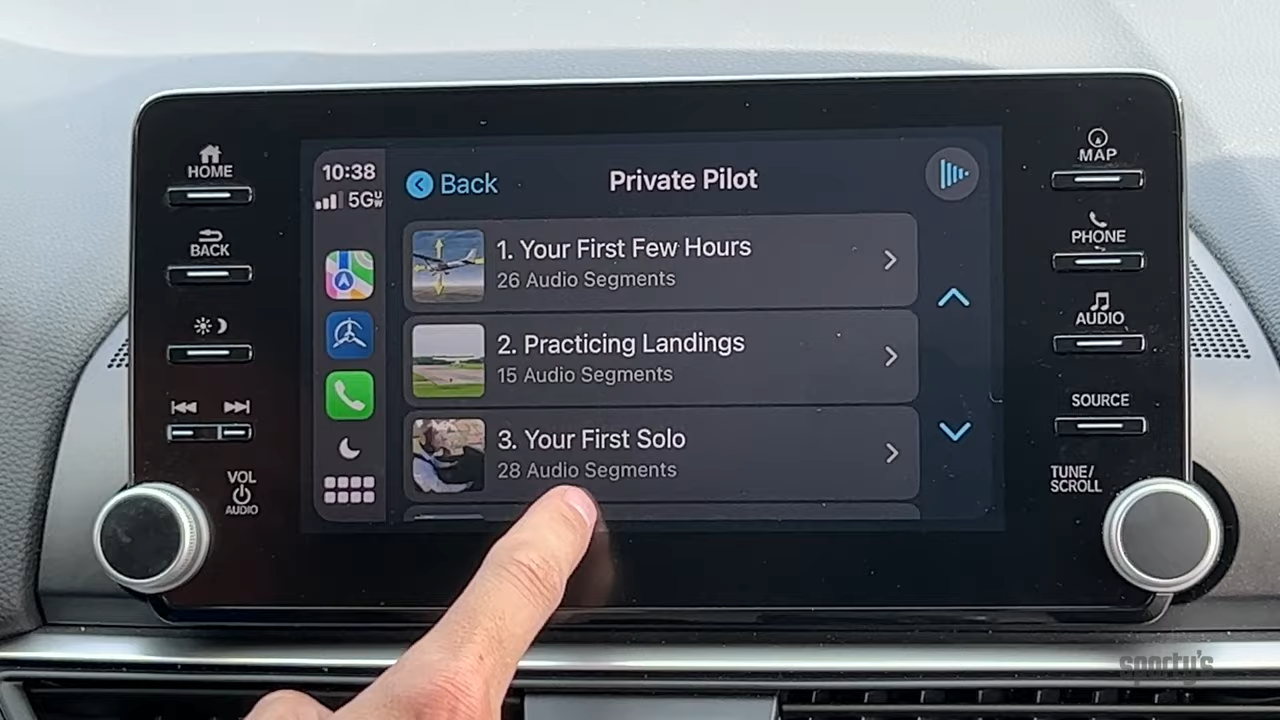 HOME
BACK
VOL
AUDIO
10:38
5GUW
Back
Private Pilot
1. Your First Few Hours
26 Audio Segments
2. Practicing Landings
15 Audio Segments
3. Your First Solo
28 Audio Segments
MAP
PHONE
AUDIO
SOURCE
TUNE/
SCROLL
sporty's